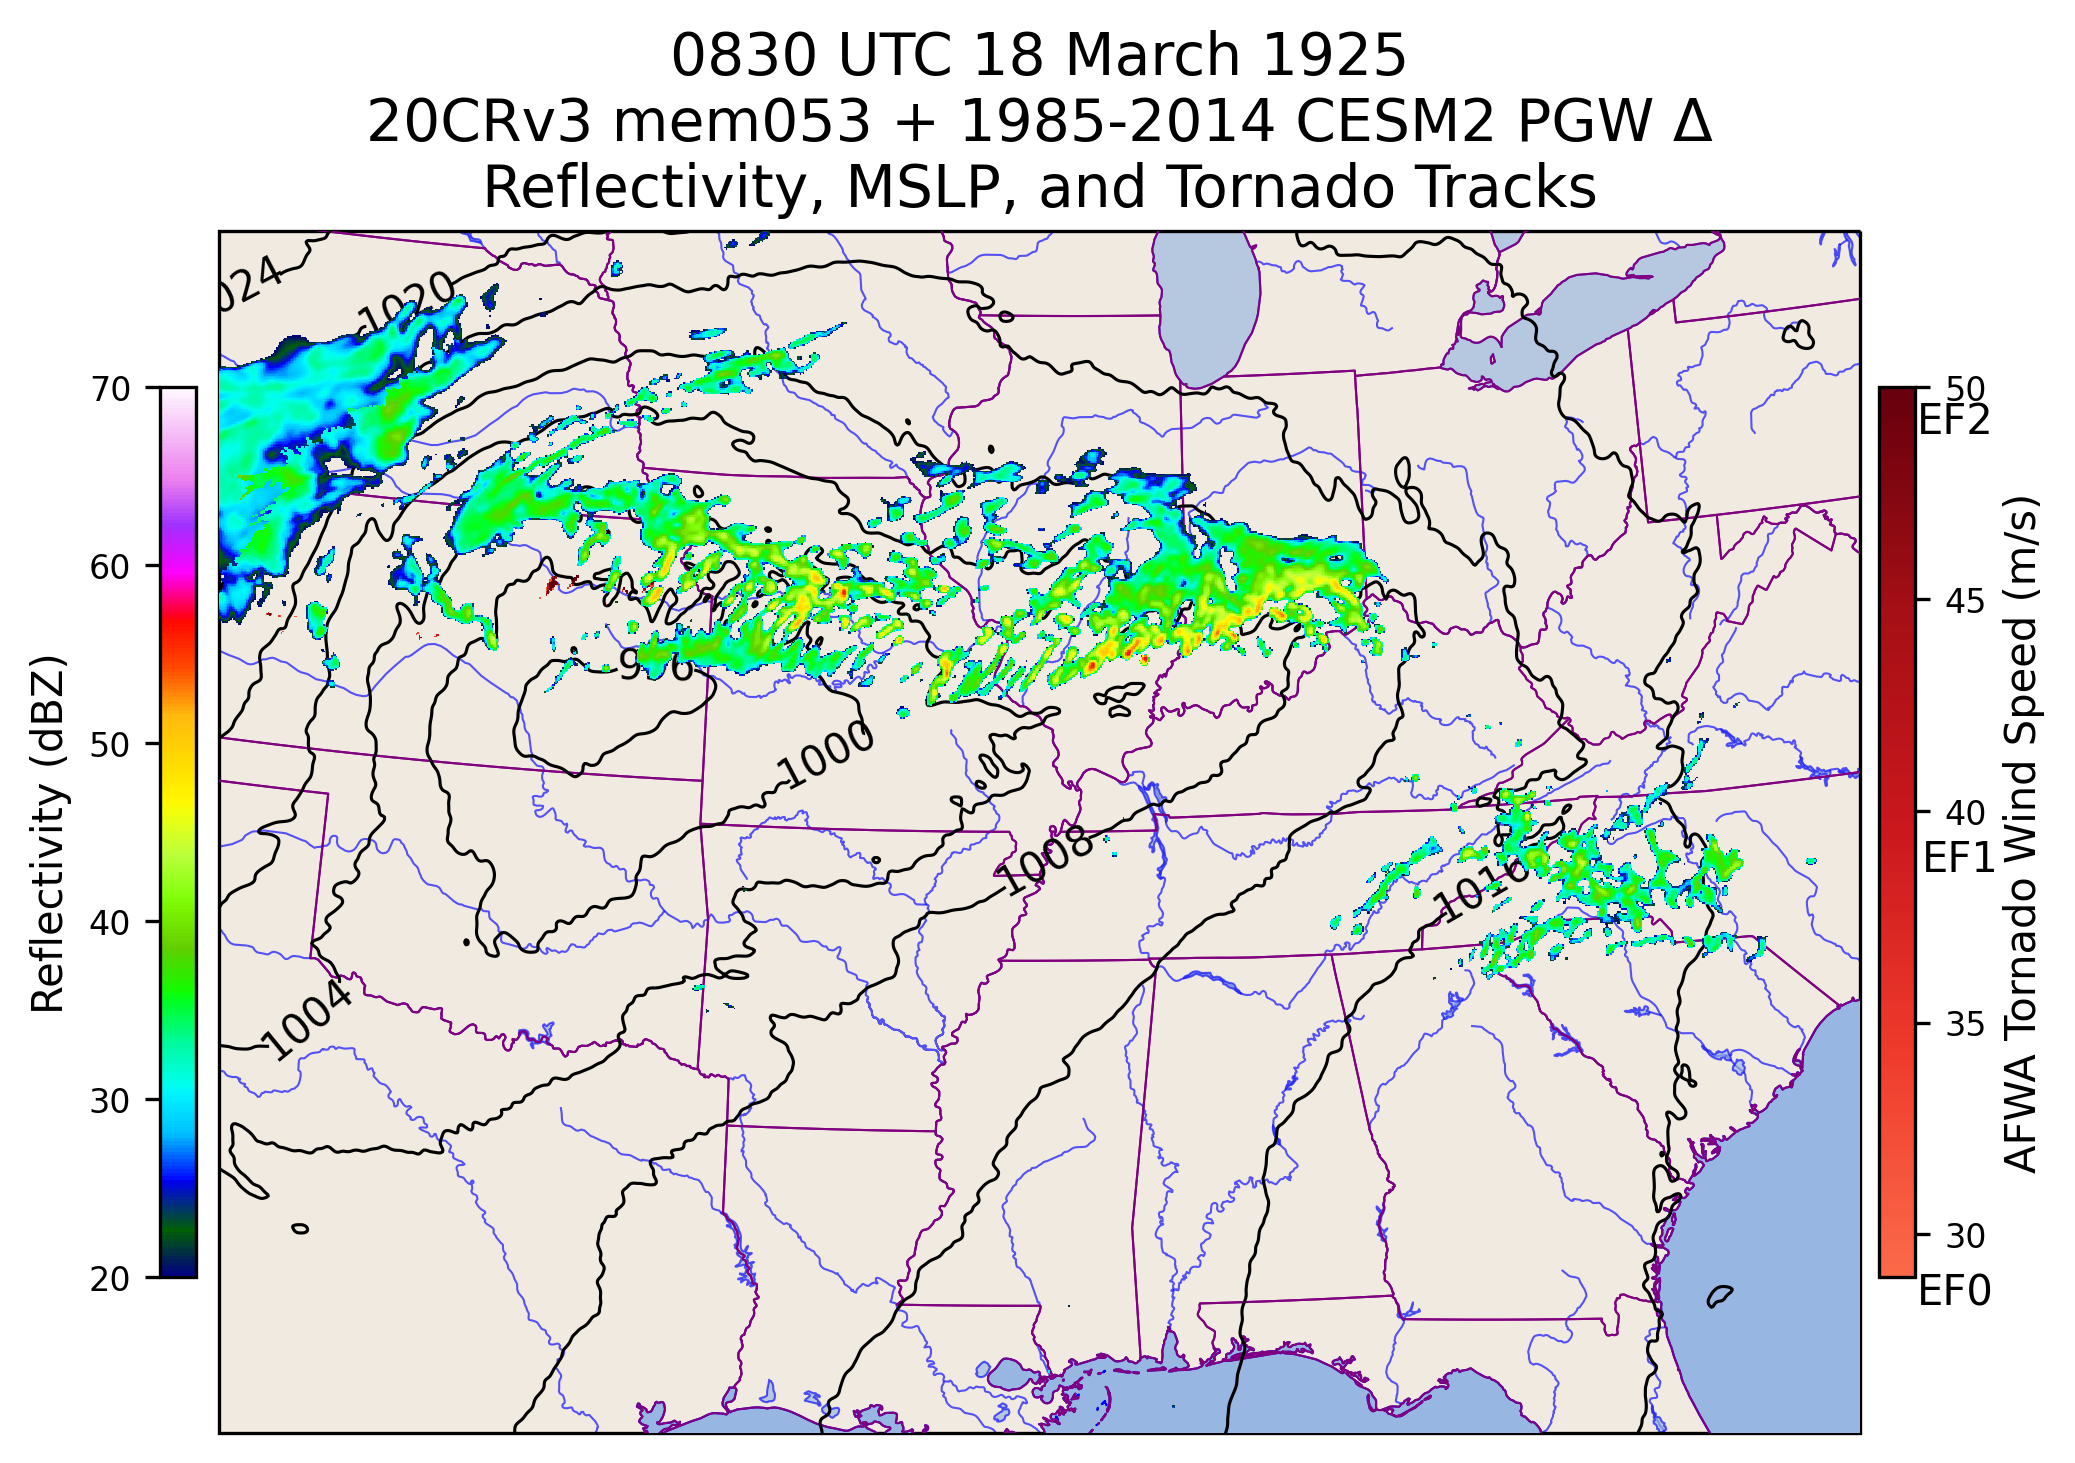 0830 UTC 18 March 1925
20CRv3 mem053 + 1985-2014 CESM2 PGW Δ
Reflectivity, MSLP, and Tornado Tracks
024
1020
996
1000
1008
1016
1004
70
60
50
40
30
20
Reflectivity (dBZ)
50
EF2
45
40
EF1
35
30
EF0
AFWA Tornado Wind Speed (m/s)